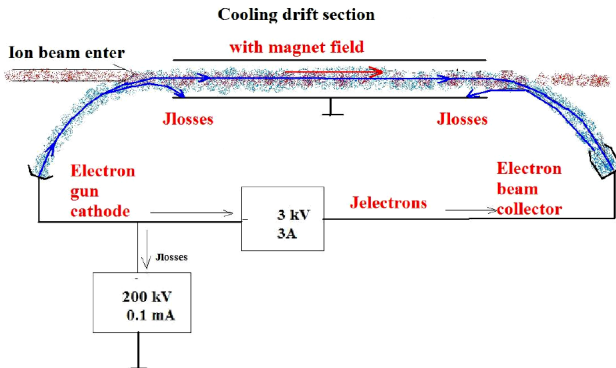 Cooling drift section
Ion beam enter
with magnet field
Jlosses
Jlosses
Electron
gun
cathode
Electron
beam
collector
Jelectrons
3 kV
3A
Jlosses
200 kV
0.1 mA